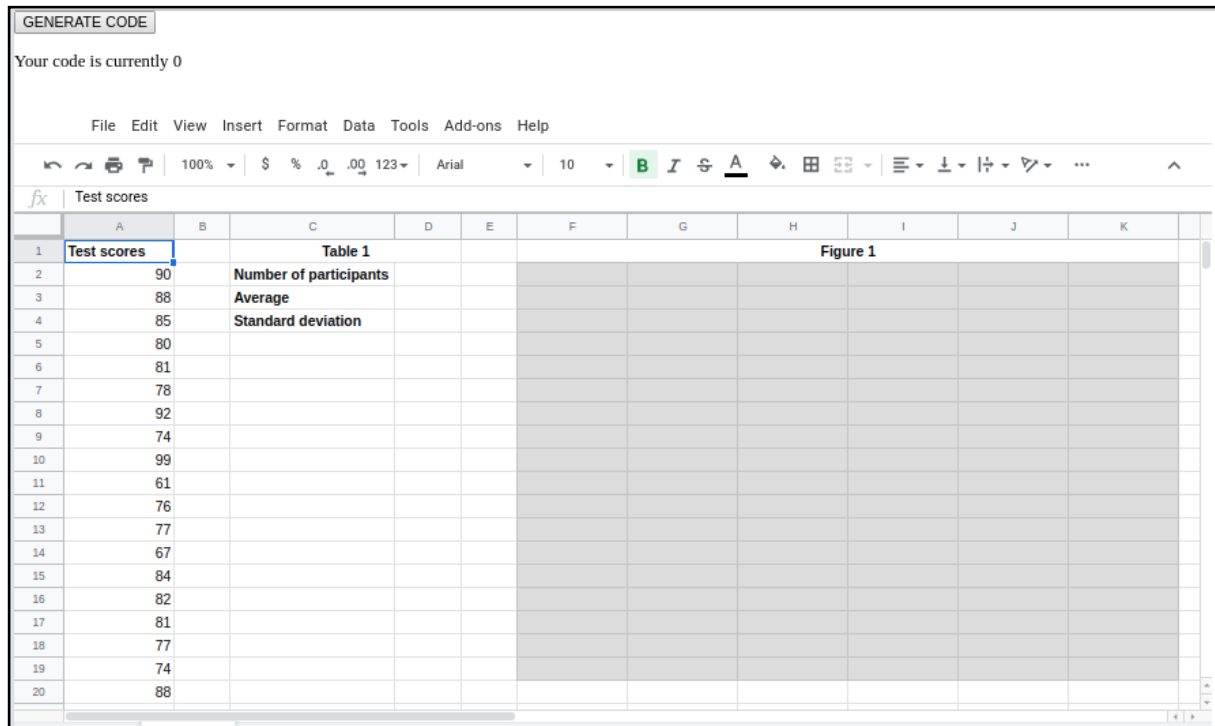 GENERATE CODE
Your code is currently 0
File Edit View Insert Format Data Tools Add-ons Help
100% $ % .0 .00 123 Arial 10 B I S A ...
fx Test scores
A B C D E F G H I J K
1 Test scores Table 1 Figure 1
2 90 Number of participants
3 88 Average
4 85 Standard deviation
5 80
6 81
7 78
8 92
9 74
10 99
11 61
12 76
13 77
14 67
15 84
16 82
17 81
18 77
19 74
20 88